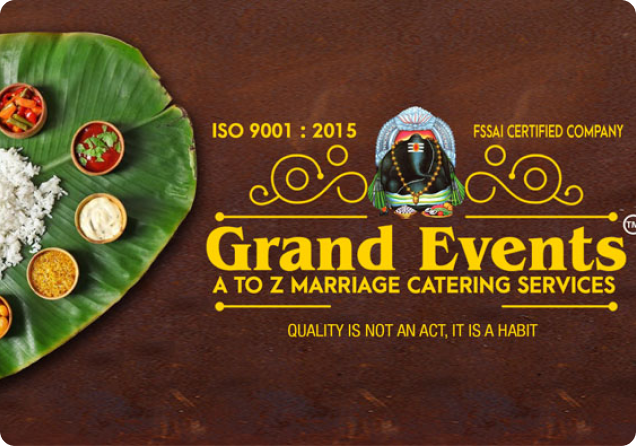 ISO 9001 : 2015
FSSAI CERTIFIED COMPANY
Grand Events
TM
A TO Z MARRIAGE CATERING SERVICES
QUALITY IS NOT AN ACT, IT IS A HABIT